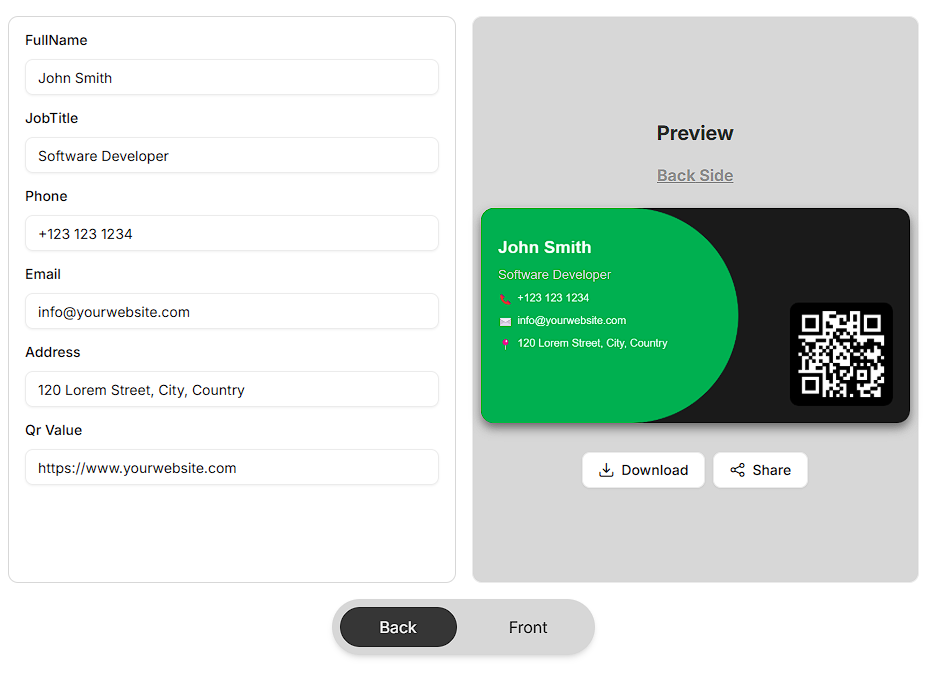 FullName
John Smith
JobTitle
Software Developer
Phone
+123 123 1234
Email
info@yourwebsite.com
Address
120 Lorem Street, City, Country
Qr Value
https://www.yourwebsite.com
Preview
Back Side
John Smith
Software Developer
+123 123 1234
info@yourwebsite.com
120 Lorem Street, City, Country
Download
Share
Back
Front